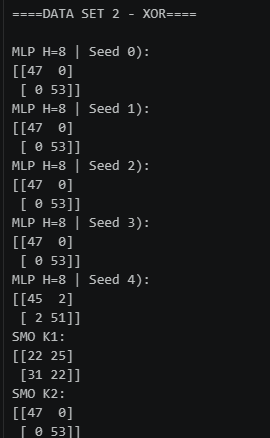 ====DATA SET 2 - XOR====
MLP H=8 | Seed 0):
[[47  0]
 [ 0 53]]
MLP H=8 | Seed 1):
[[47  0]
 [ 0 53]]
MLP H=8 | Seed 2):
[[47  0]
 [ 0 53]]
MLP H=8 | Seed 3):
[[47  0]
 [ 0 53]]
MLP H=8 | Seed 4):
[[45  2]
 [ 2 51]]
SMO K1:
[[22 25]
 [31 22]]
SMO K2:
[[47  0]
 [ 0 53]]